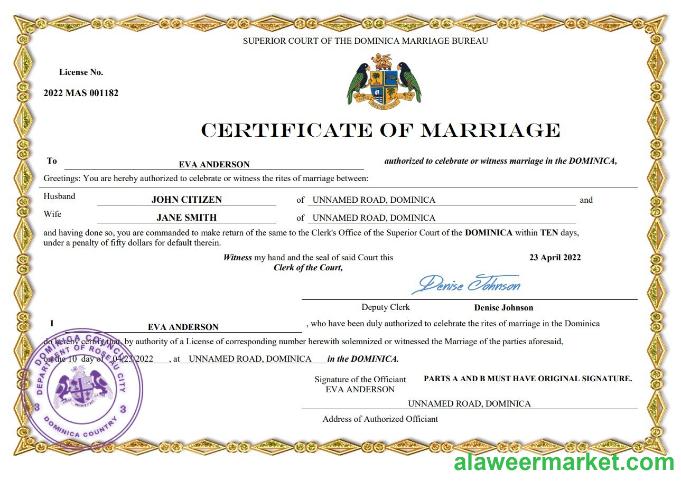 SUPERIOR COURT OF THE DOMINICA MARRIAGE BUREAU
License No.
2022 MAS 001182
CERTIFICATE OF MARRIAGE
To EVA ANDERSON authorized to celebrate or witness marriage in the DOMINICA,
Greetings: You are hereby authorized to celebrate or witness the rites of marriage between:
Husband JOHN CITIZEN of UNNAMED ROAD, DOMINICA and
Wife JANE SMITH of UNNAMED ROAD, DOMINICA
and having done so, you are commanded to make return of the same to the Clerk's Office of the Superior Court of the DOMINICA within TEN days,
under a penalty of fifty dollars for default therein.
Witness my hand and the seal of said Court this 23 April 2022
Clerk of the Court,
Denise Johnson
Deputy Clerk Denise Johnson
I EVA ANDERSON , who have been duly authorized to celebrate the rites of marriage in the Dominica
do hereby certify that, by authority of a License of corresponding number herewith solemnized or witnessed the Marriage of the parties aforesaid,
the 10 day of 04/23/2022 , at UNNAMED ROAD, DOMINICA in the DOMINICA.
Signature of the Officiant PARTS A AND B MUST HAVE ORIGINAL SIGNATURE.
EVA ANDERSON
UNNAMED ROAD, DOMINICA
Address of Authorized Officiant
DOMINICA COUNCIL
DEPARTMENT OF ROSEAU CITY
3 3
DOMINICA COUNTRY
alaweermarket.com